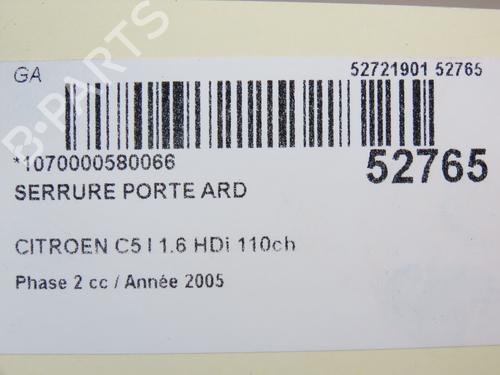 GA
52721901 52765
*1070000580066
52765
SERRURE PORTE ARD
CITROEN C5 I 1.6 HDi 110ch
Phase 2 cc / Année 2005
B-PARTS